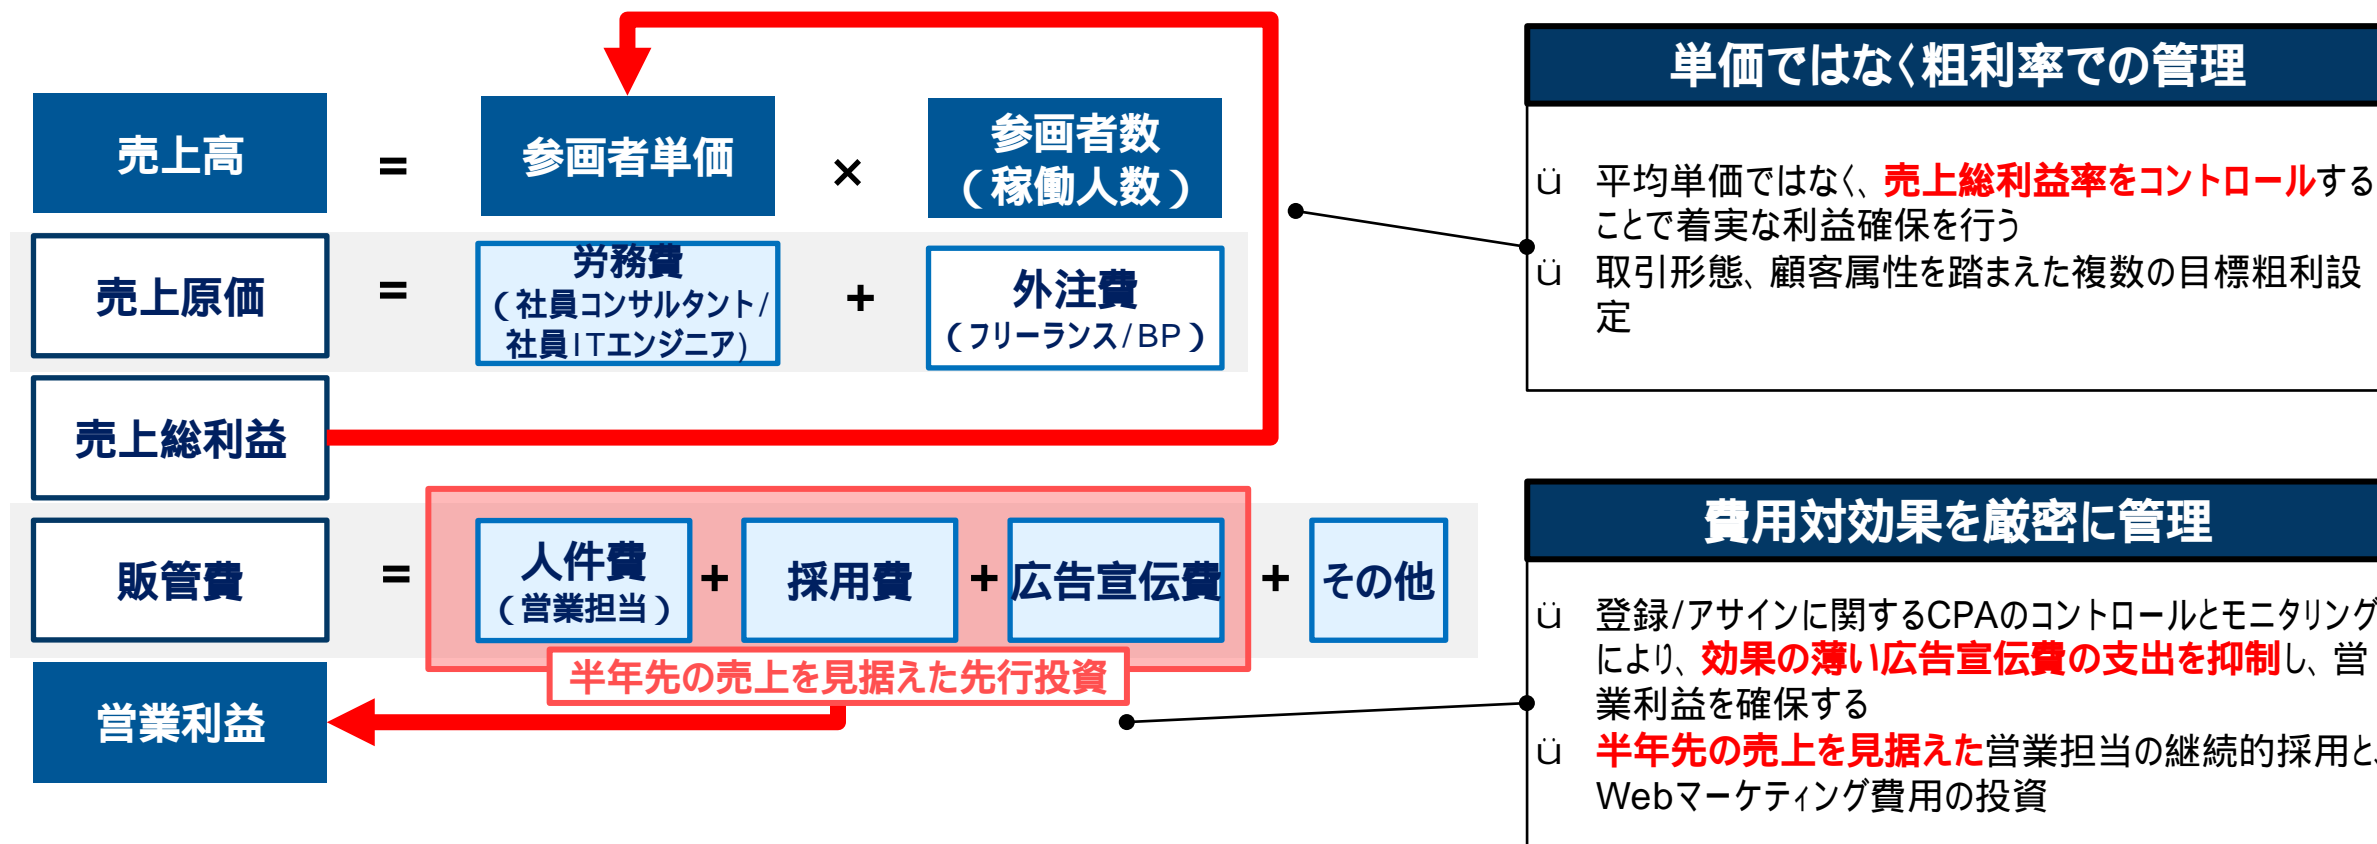 売上高
=
参画者単価
×
参画者数
(稼働人数)
売上原価
=
労務費
(社員コンサルタント/
社員ITエンジニア)
+
外注費
(フリーランス/BP)
売上総利益
販管費
=
人件費
(営業担当)
+
採用費
+
広告宣伝費
+
その他
半年先の売上を見据えた先行投資
営業利益
単価ではなく粗利率での管理
ü 平均単価ではなく、売上総利益率をコントロールする
ことで着実な利益確保を行う
ü 取引形態、顧客属性を踏まえた複数の目標粗利設
定
費用対効果を厳密に管理
ü 登録/アサインに関するCPAのコントロールとモニタリング
により、効果の薄い広告宣伝費の支出を抑制し、営
業利益を確保する
ü 半年先の売上を見据えた営業担当の継続的採用と、
Webマーケティング費用の投資